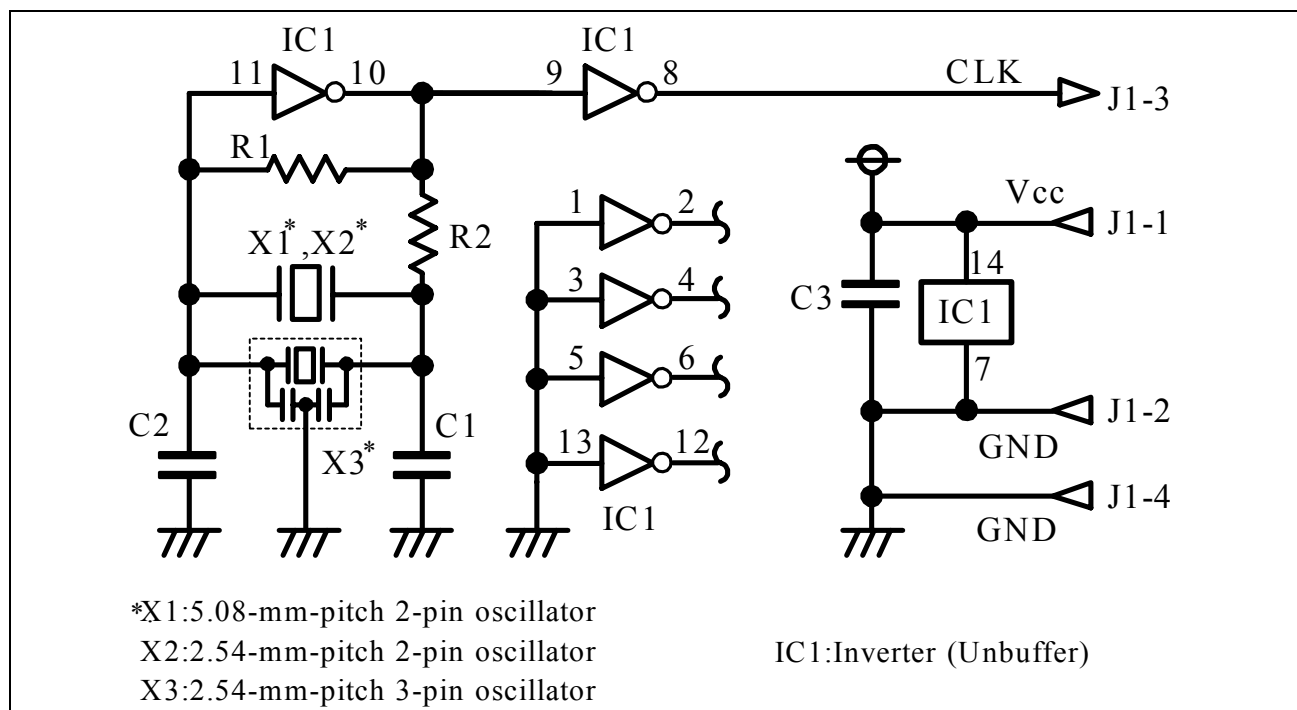 IC1 IC1
11 10 9 8 CLK J1-3
R1
1 2 Vcc J1-1
X1*,X2* R2
3 4 C3 14 IC1
5 6 7
C2 C1 J1-2
X3* 13 12 GND
IC1 J1-4
GND
*X1:5.08-mm-pitch 2-pin oscillator
X2:2.54-mm-pitch 2-pin oscillator IC1:Inverter (Unbuffer)
X3:2.54-mm-pitch 3-pin oscillator